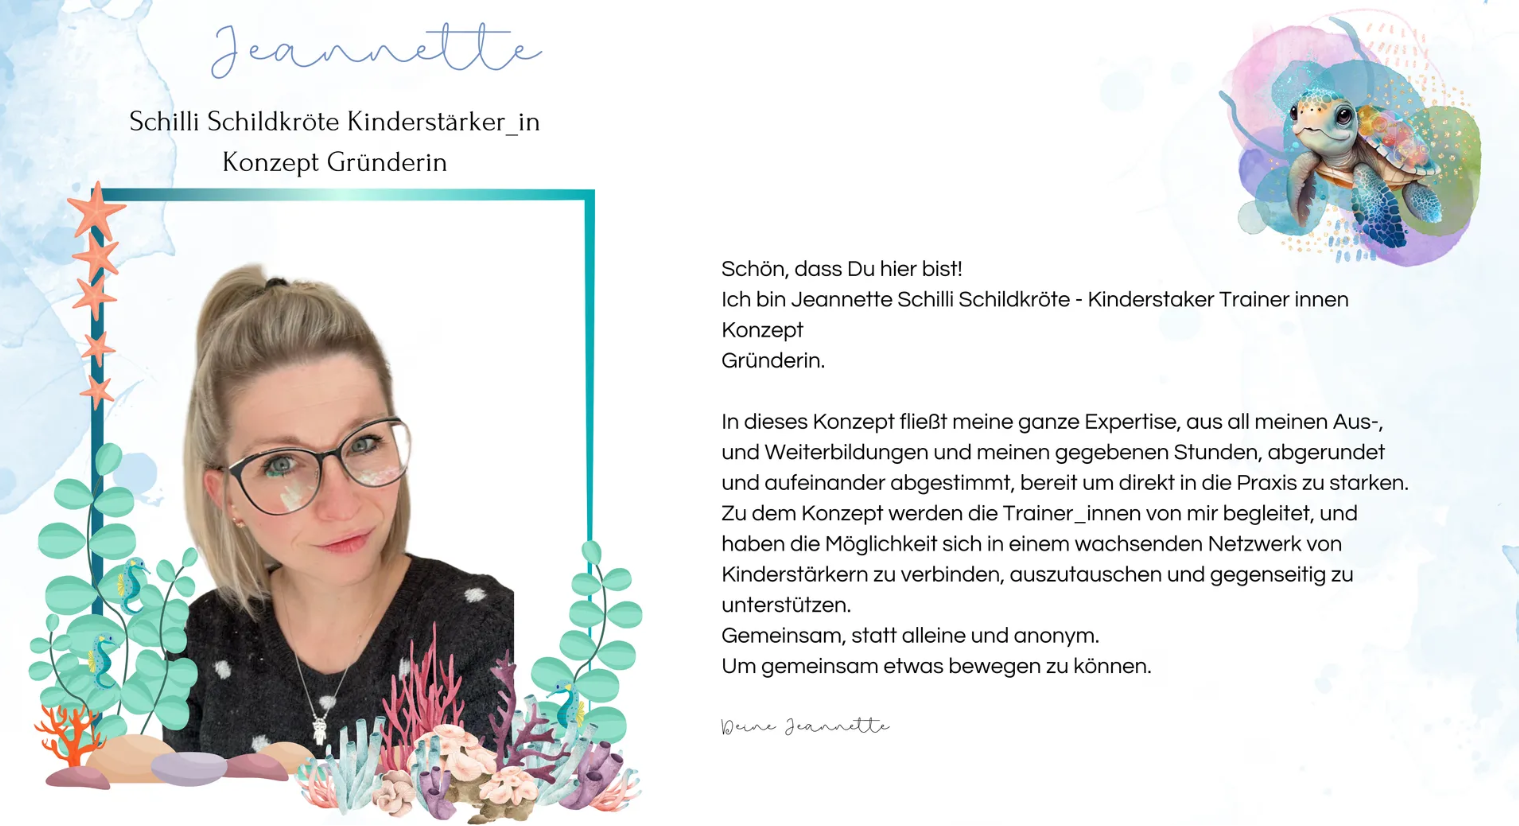 Jeannette
Schilli Schildkröte Kinderstärker_in
Konzept Gründerin
Schön, dass Du hier bist!
Ich bin Jeannette Schilli Schildkröte - Kinderstaker Trainer innen
Konzept
Gründerin.
In dieses Konzept fließt meine ganze Expertise, aus all meinen Aus-,
und Weiterbildungen und meinen gegebenen Stunden, abgerundet
und aufeinander abgestimmt, bereit um direkt in die Praxis zu starken.
Zu dem Konzept werden die Trainer_innen von mir begleitet, und
haben die Möglichkeit sich in einem wachsenden Netzwerk von
Kinderstärkern zu verbinden, auszutauschen und gegenseitig zu
unterstützen.
Gemeinsam, statt alleine und anonym.
Um gemeinsam etwas bewegen zu können.
Deine Jeannette